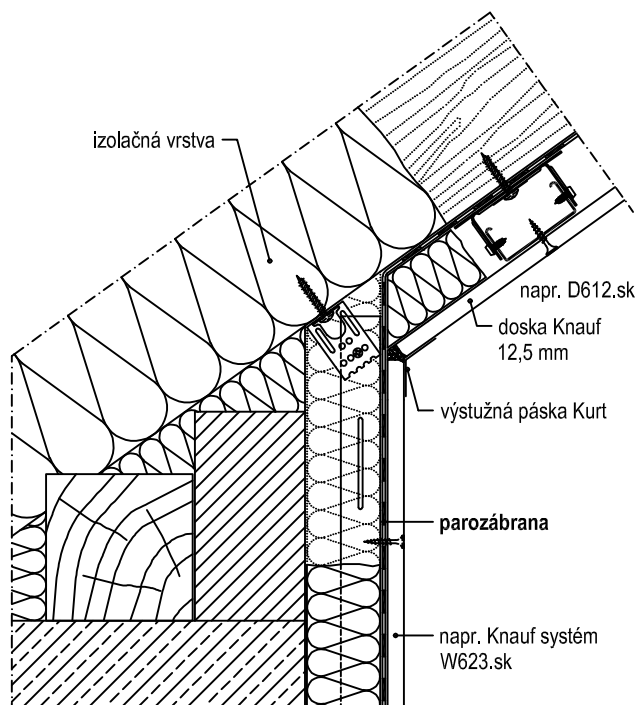 izolačná vrstva
napr. D612.sk
doska Knauf
12,5 mm
výstužná páska Kurt
parozábrana
napr. Knauf systém
W623.sk